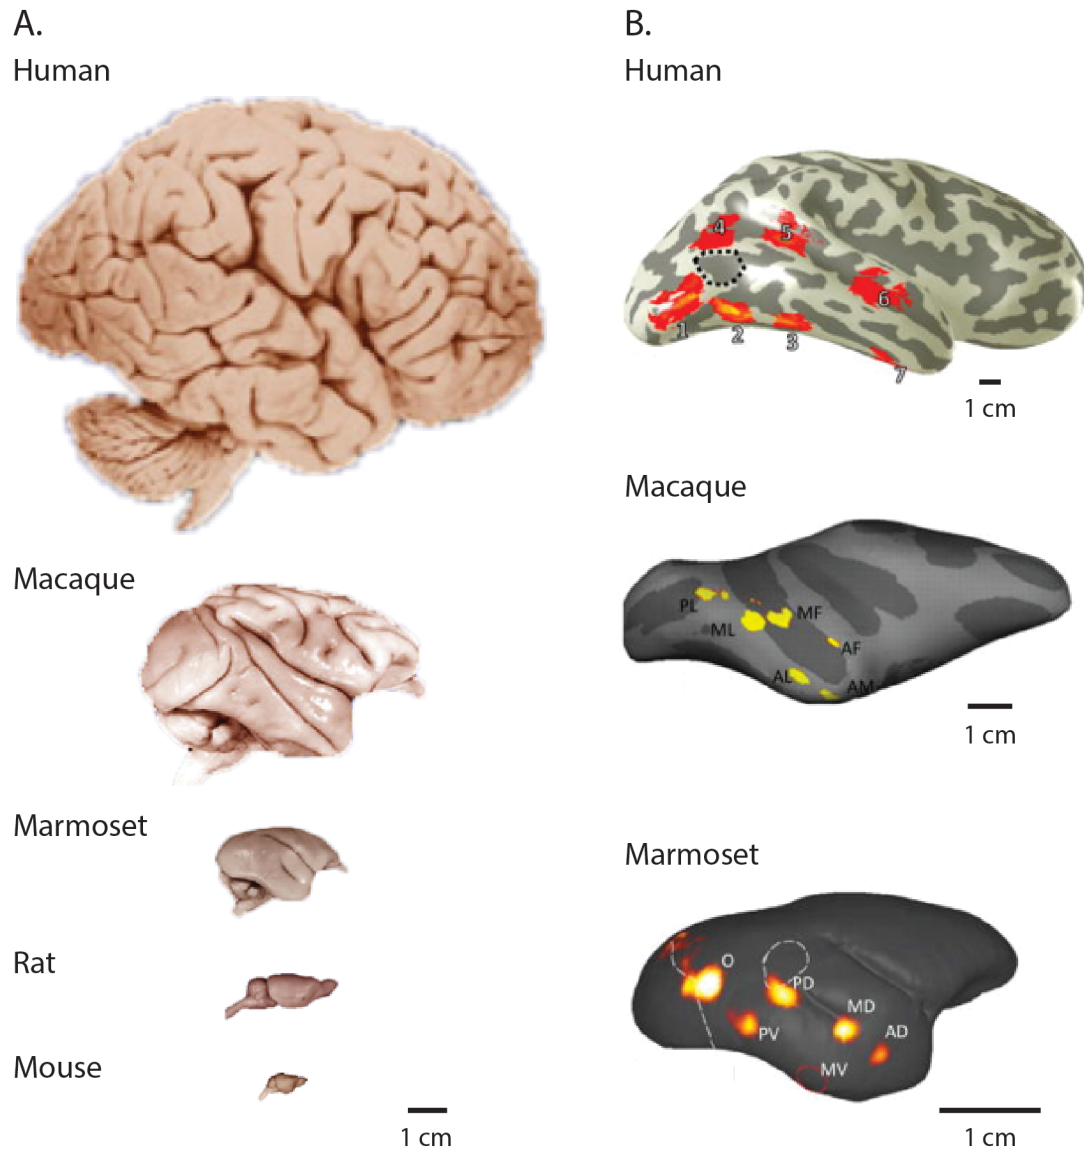 A.
Human
Macaque
Marmoset
Rat
Mouse
1 cm
B.
Human
4
5
6
1
2
3
7
1 cm
Macaque
PL
MF
ML
AF
AL
AM
1 cm
Marmoset
O
PD
MD
PV
AD
MV
1 cm